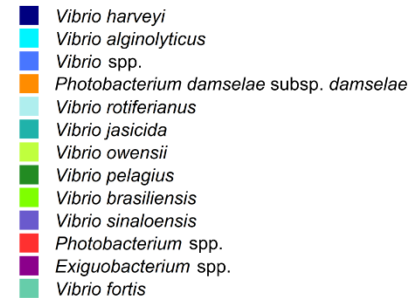 Vibrio harveyi
Vibrio alginolyticus
Vibrio spp.
Photobacterium damselae subsp. damselae
Vibrio rotiferianus
Vibrio jasicida
Vibrio owensii
Vibrio pelagius
Vibrio brasiliensis
Vibrio sinaloensis
Photobacterium spp.
Exiguobacterium spp.
Vibrio fortis